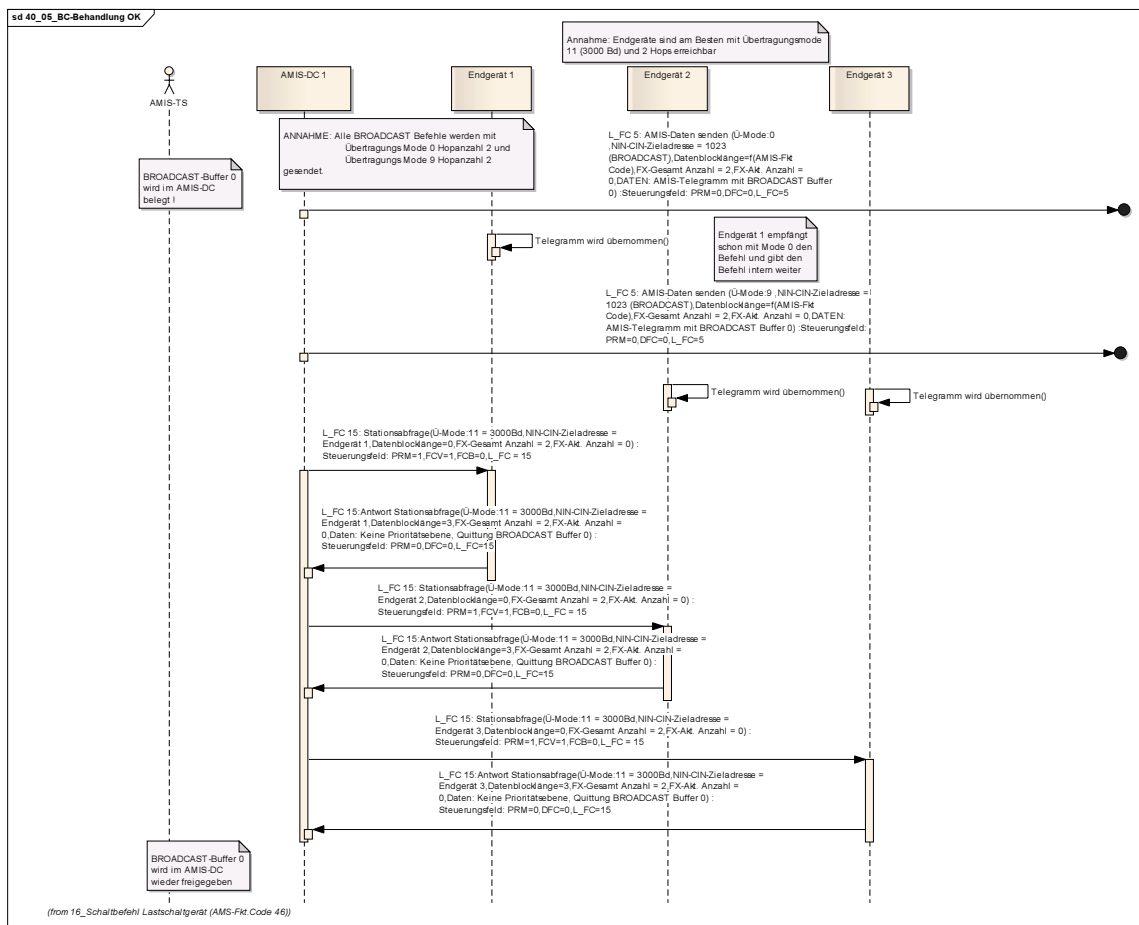 sd 40_05_BC-Behandlung OK
Annahme: Endgeräte sind am Besten mit Übertragungsmode
11 (3000 Bd) und 2 Hops erreichbar
AMIS-TS
AMIS-DC 1
Endgerät 1
Endgerät 2
Endgerät 3
ANNAHME: Alle BROADCAST Befehle werden mit
Übertragungs Mode 0 Hopanzahl 2 und
Übertragungs Mode 9 Hopanzahl 2
gesendet.
L_FC 5: AMIS-Daten senden (Ü-Mode:0
,NIN-CIN-Zieladresse = 1023
(BROADCAST),Datenblocklänge=f(AMIS-Fkt
Code),FX-Gesamt Anzahl = 2,FX-Akt. Anzahl =
0,DATEN: AMIS-Telegramm mit BROADCAST Buffer
0) :Steuerungsfeld: PRM=0,DFC=0,L_FC=5
BROADCAST-Buffer 0
wird im AMIS-DC
belegt !
Telegramm wird übernommen()
Endgerät 1 empfängt
schon mit Mode 0 den
Befehl und gibt den
Befehl intern weiter
L_FC 5: AMIS-Daten senden (Ü-Mode:9 ,NIN-CIN-Zieladresse =
1023 (BROADCAST),Datenblocklänge=f(AMIS-Fkt
Code),FX-Gesamt Anzahl = 2,FX-Akt. Anzahl = 0,DATEN:
AMIS-Telegramm mit BROADCAST Buffer 0) :Steuerungsfeld:
PRM=0,DFC=0,L_FC=5
Telegramm wird übernommen()
Telegramm wird übernommen()
L_FC 15: Stationsabfrage(Ü-Mode:11 = 3000Bd,NIN-CIN-Zieladresse =
Endgerät 1,Datenblocklänge=0,FX-Gesamt Anzahl = 2,FX-Akt. Anzahl = 0) :
Steuerungsfeld: PRM=1,FCV=1,FCB=0,L_FC = 15
L_FC 15:Antwort Stationsabfrage(Ü-Mode:11 = 3000Bd,NIN-CIN-Zieladresse =
Endgerät 1,Datenblocklänge=3,FX-Gesamt Anzahl = 2,FX-Akt. Anzahl =
0,Daten: Keine Prioritätsebene, Quittung BROADCAST Buffer 0) :
Steuerungsfeld: PRM=0,DFC=0,L_FC=15
L_FC 15: Stationsabfrage(Ü-Mode:11 = 3000Bd,NIN-CIN-Zieladresse =
Endgerät 2,Datenblocklänge=0,FX-Gesamt Anzahl = 2,FX-Akt. Anzahl = 0) :
Steuerungsfeld: PRM=1,FCV=1,FCB=0,L_FC = 15
L_FC 15:Antwort Stationsabfrage(Ü-Mode:11 = 3000Bd,NIN-CIN-Zieladresse =
Endgerät 2,Datenblocklänge=3,FX-Gesamt Anzahl = 2,FX-Akt. Anzahl =
0,Daten: Keine Prioritätsebene, Quittung BROADCAST Buffer 0) :
Steuerungsfeld: PRM=0,DFC=0,L_FC=15
L_FC 15: Stationsabfrage(Ü-Mode:11 = 3000Bd,NIN-CIN-Zieladresse =
Endgerät 3,Datenblocklänge=0,FX-Gesamt Anzahl = 2,FX-Akt. Anzahl = 0) :
Steuerungsfeld: PRM=1,FCV=1,FCB=0,L_FC = 15
L_FC 15:Antwort Stationsabfrage(Ü-Mode:11 = 3000Bd,NIN-CIN-Zieladresse =
Endgerät 3,Datenblocklänge=3,FX-Gesamt Anzahl = 2,FX-Akt. Anzahl =
0,Daten: Keine Prioritätsebene, Quittung BROADCAST Buffer 0) :
Steuerungsfeld: PRM=0,DFC=0,L_FC=15
BROADCAST-Buffer 0
wird im AMIS-DC
wieder freigegeben
(from 16_Schaltbefehl Lastschaltgerät (AMS-Fkt.Code 46))